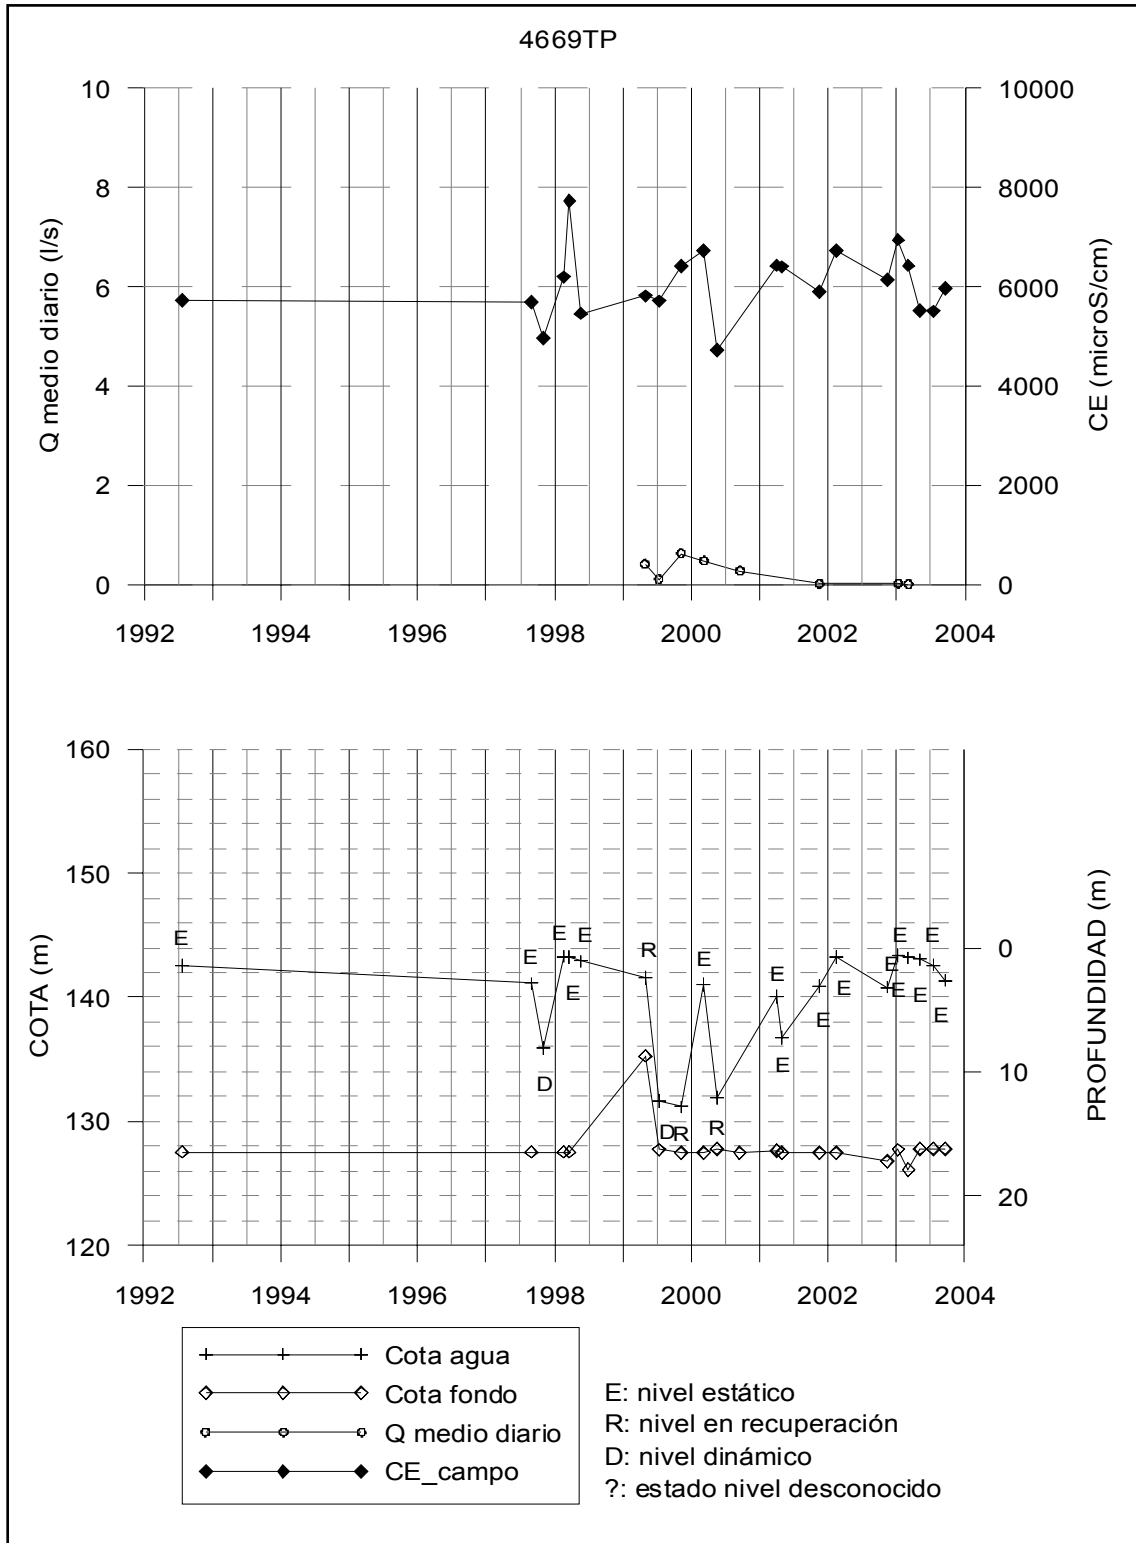 4669TP
10 10000
8 8000
6 6000
4 4000
2 2000
0 0
Q medio diario (l/s)
CE (microS/cm)
1992 1994 1996 1998 2000 2002 2004
160
150
140
130
120
COTA (m)
0
10
20
PROFUNDIDAD (m)
E E D E E E R D R E R E E E E E E E E E E E
1992 1994 1996 1998 2000 2002 2004
Cota agua
Cota fondo
Q medio diario
CE_campo
E: nivel estático
R: nivel en recuperación
D: nivel dinámico
?: estado nivel desconocido